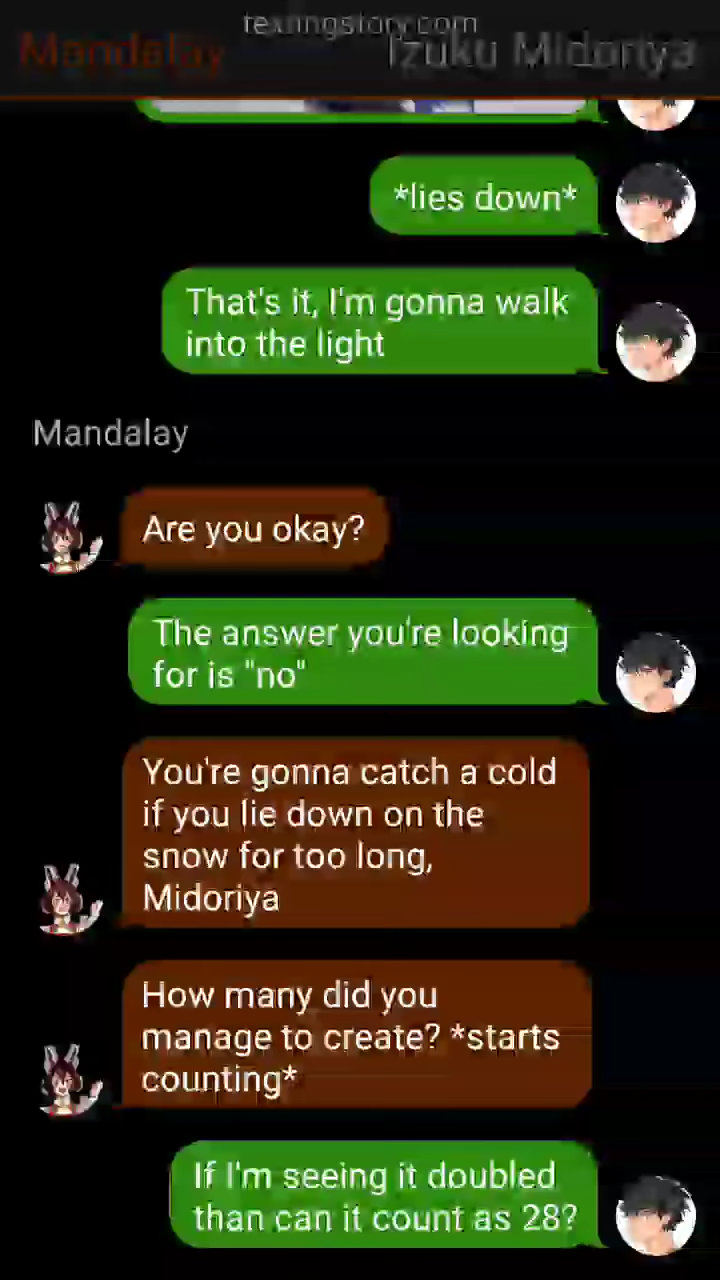 textingstory.com
Mandalay Izuku Midoriya
*lies down*
That's it, I'm gonna walk
into the light
Mandalay
Are you okay?
The answer you're looking
for is "no"
You're gonna catch a cold
if you lie down on the
snow for too long,
Midoriya
How many did you
manage to create? *starts
counting*
If I'm seeing it doubled
than can it count as 28?